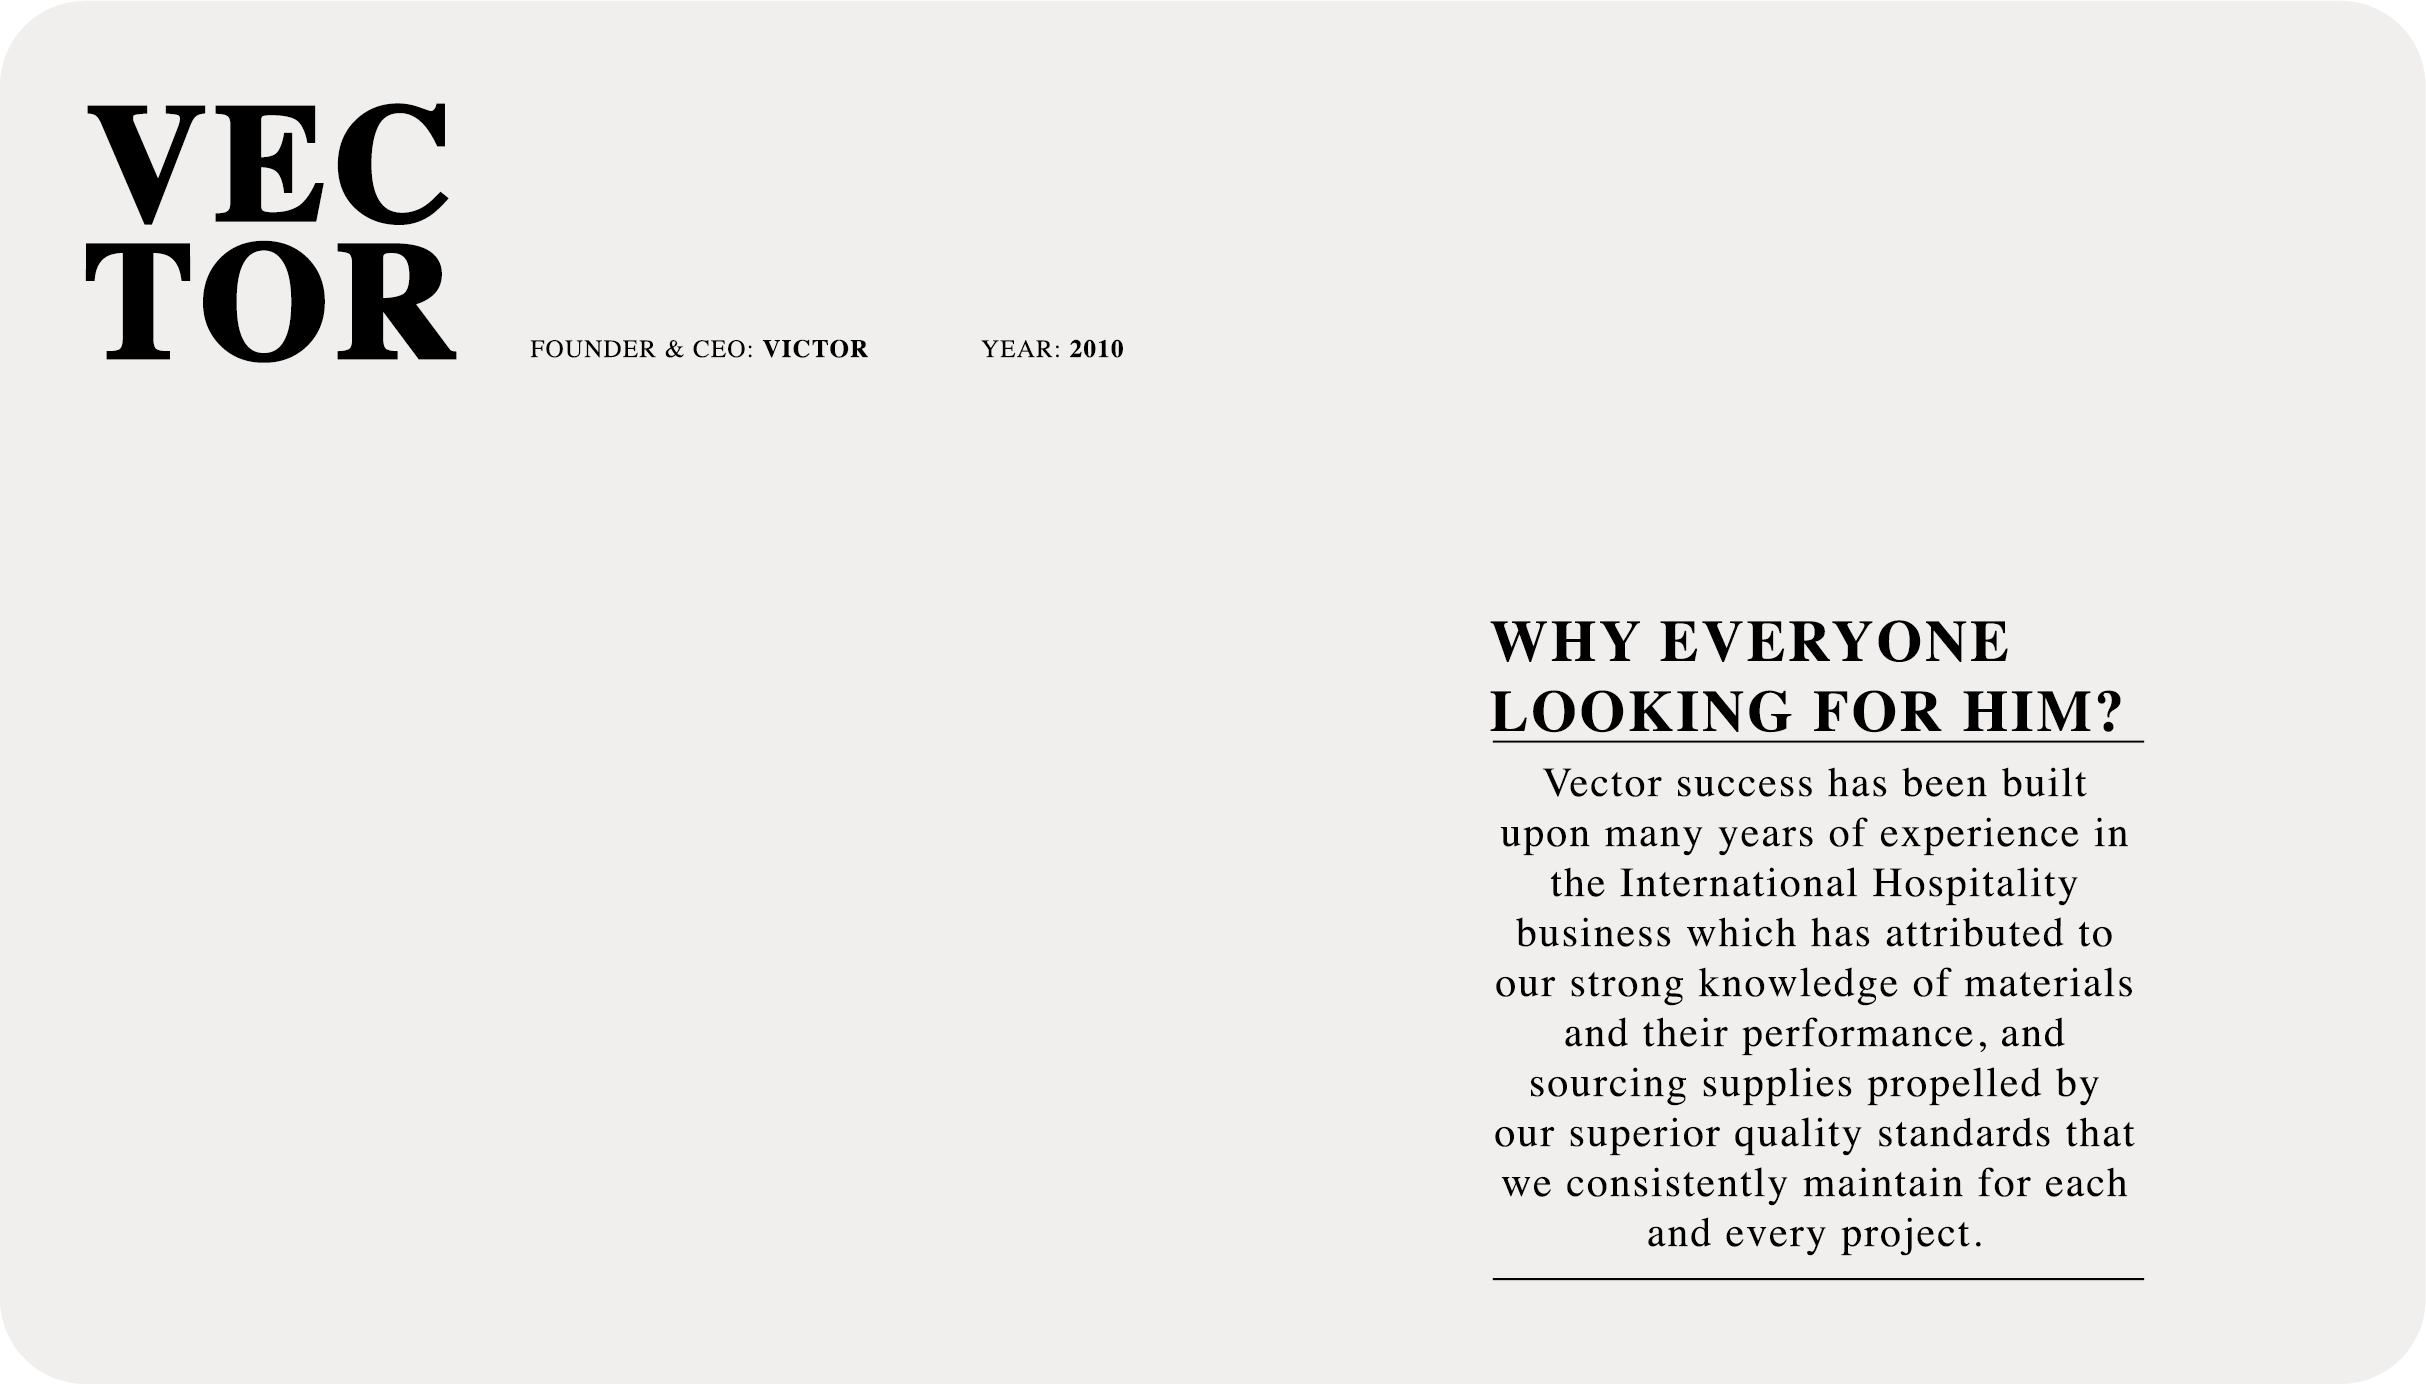 VEC
TOR
FOUNDER & CEO: VICTOR
YEAR: 2010
WHY EVERYONE
LOOKING FOR HIM?
Vector success has been built
upon many years of experience in
the International Hospitality
business which has attributed to
our strong knowledge of materials
and their performance, and
sourcing supplies propelled by
our superior quality standards that
we consistently maintain for each
and every project.